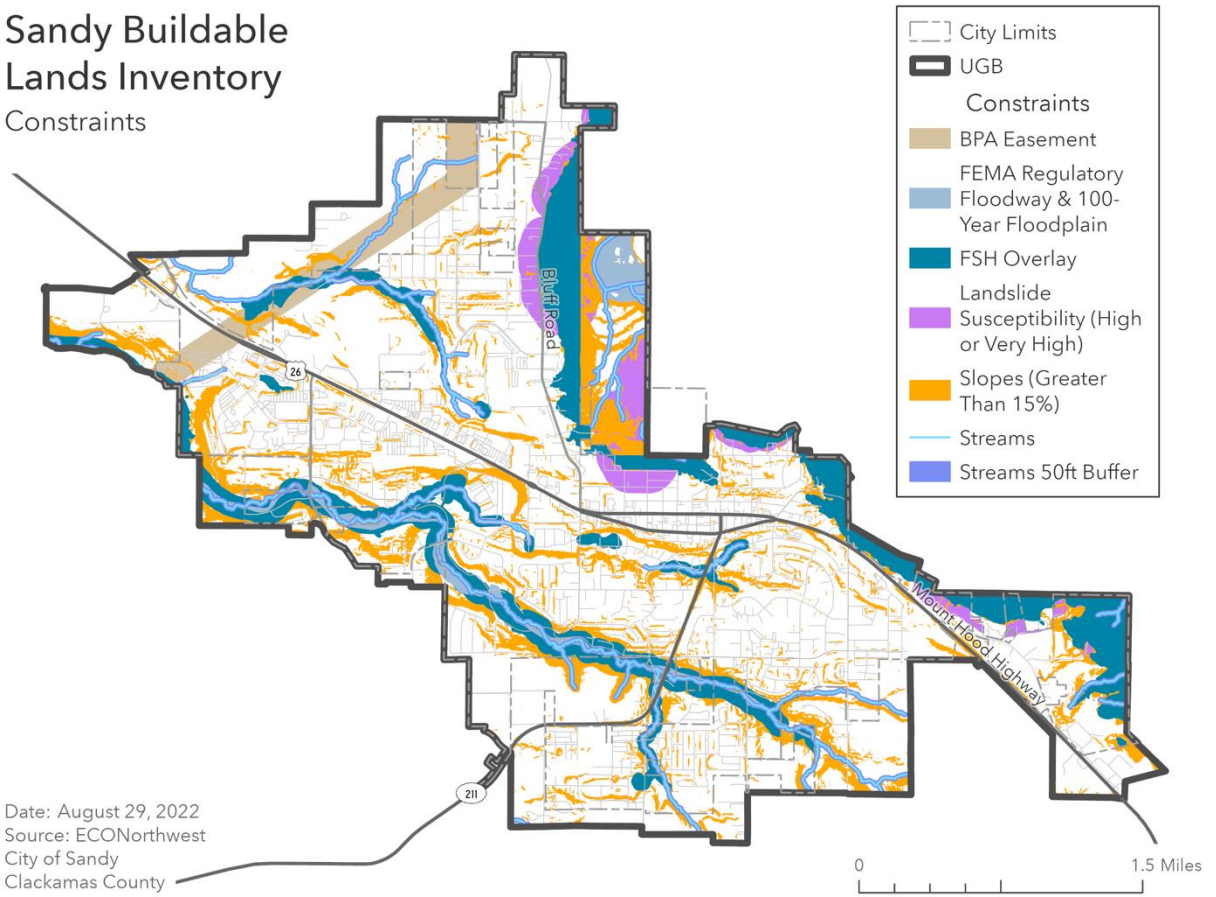 Sandy Buildable
Lands Inventory
Constraints
City Limits
UGB
Constraints
BPA Easement
FEMA Regulatory
Floodway & 100-
Year Floodplain
FSH Overlay
Landslide
Susceptibility (High
or Very High)
Slopes (Greater
Than 15%)
Streams
Streams 50ft Buffer
Bluff Road
26
Mount Hood Highway
211
Date: August 29, 2022
Source: ECONorthwest
City of Sandy
Clackamas County
0
1.5 Miles